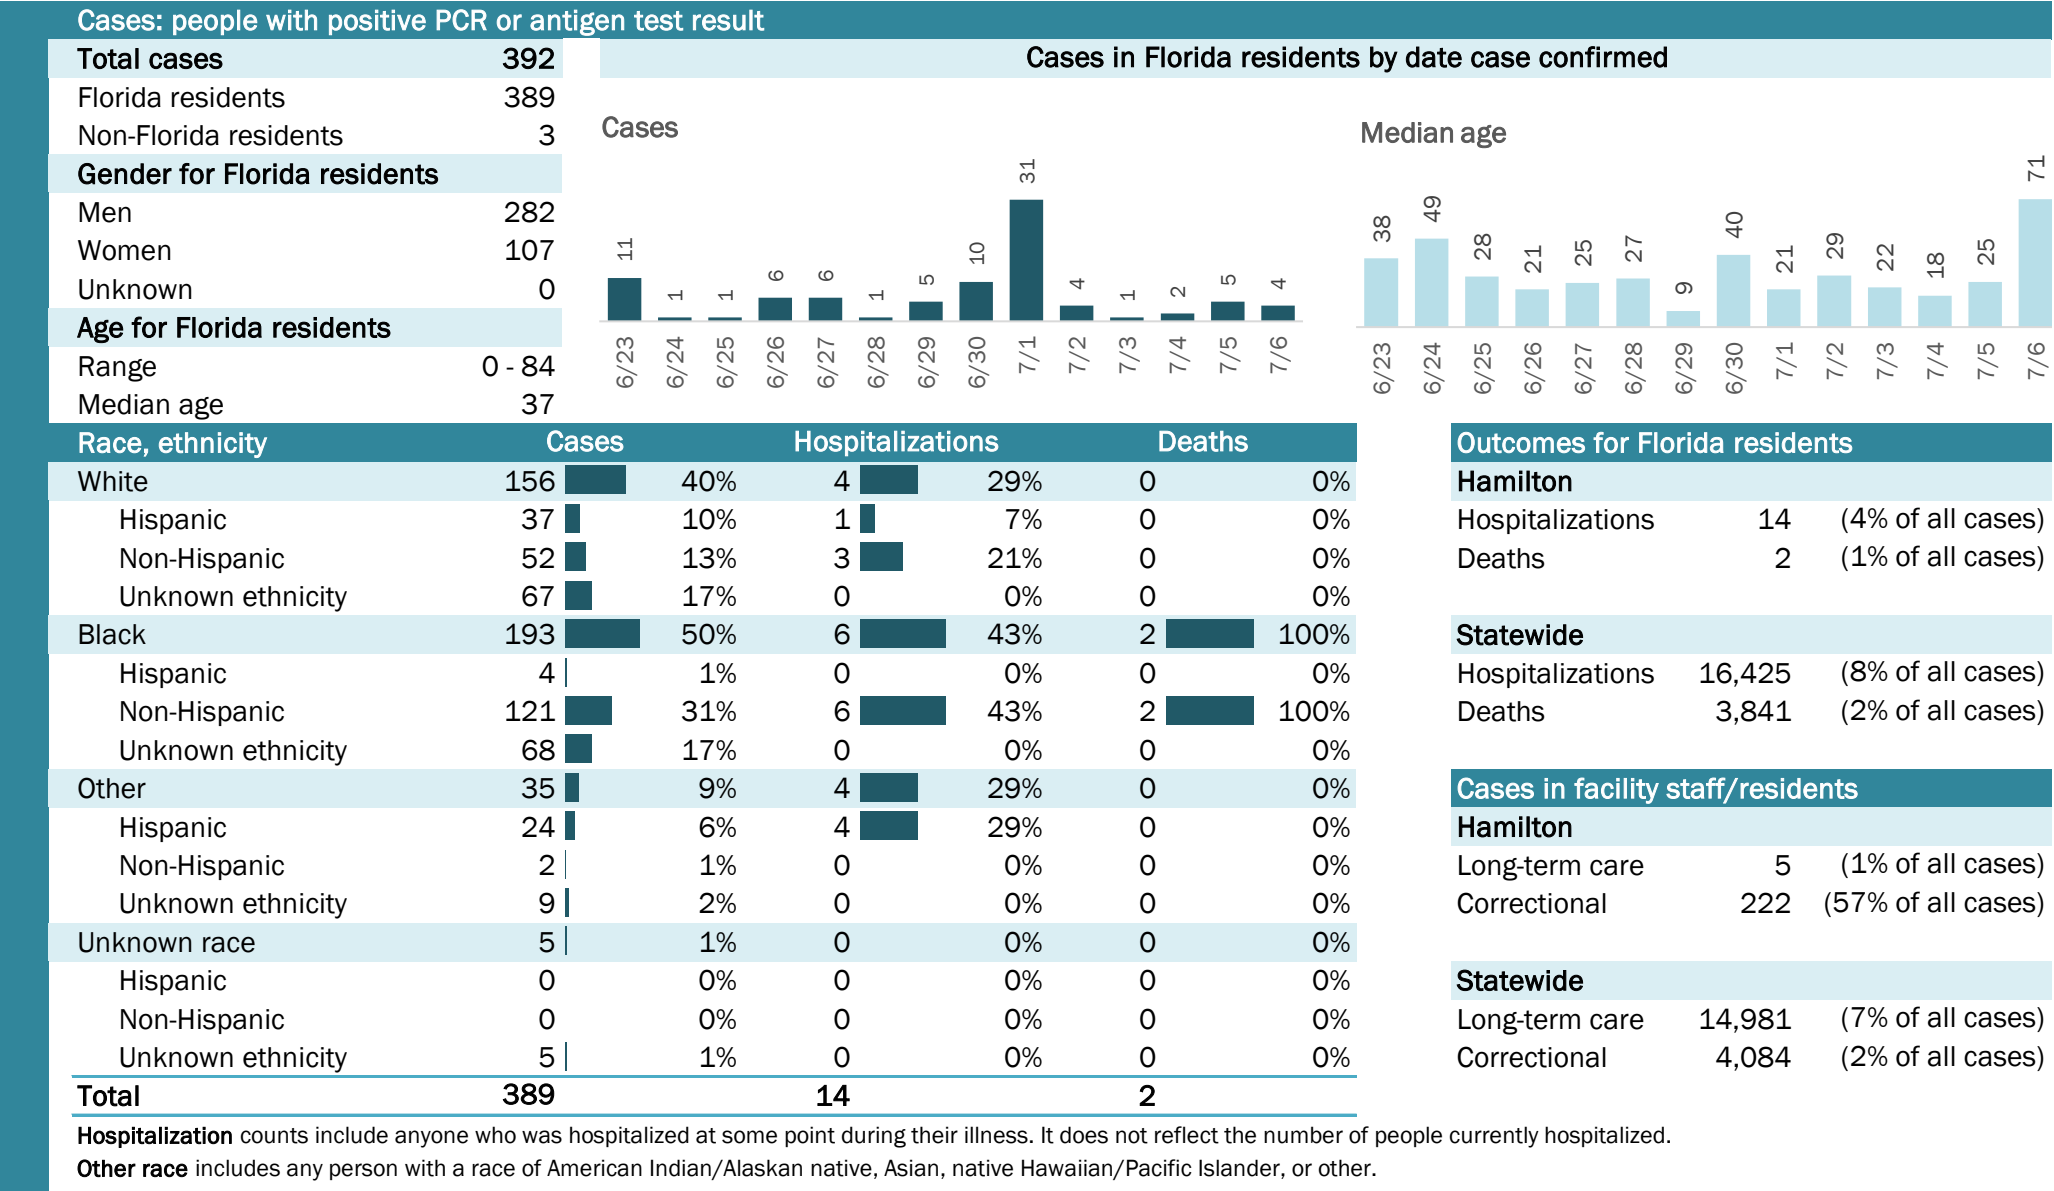 Cases: people with positive PCR or antigen test result
Total cases 392
Florida residents 389
Non-Florida residents 3
Gender for Florida residents
Men 282
Women 107
Unknown 0
Age for Florida residents
Range 0 - 84
Median age 37
Cases in Florida residents by date case confirmed
Cases
11 1 1 6 6 1 5 10 31 4 1 2 5 4
6/23 6/24 6/25 6/26 6/27 6/28 6/29 6/30 7/1 7/2 7/3 7/4 7/5 7/6
Median age
38 49 28 21 25 27 9 40 21 29 22 18 25 71
6/23 6/24 6/25 6/26 6/27 6/28 6/29 6/30 7/1 7/2 7/3 7/4 7/5 7/6
Race, ethnicity Cases Hospitalizations Deaths
White 156 40% 4 29% 0 0%
Hispanic 37 10% 1 7% 0 0%
Non-Hispanic 52 13% 3 21% 0 0%
Unknown ethnicity 67 17% 0 0% 0 0%
Black 193 50% 6 43% 2 100%
Hispanic 4 1% 0 0% 0 0%
Non-Hispanic 121 31% 6 43% 2 100%
Unknown ethnicity 68 17% 0 0% 0 0%
Other 35 9% 4 29% 0 0%
Hispanic 24 6% 4 29% 0 0%
Non-Hispanic 2 1% 0 0% 0 0%
Unknown ethnicity 9 2% 0 0% 0 0%
Unknown race 5 1% 0 0% 0 0%
Hispanic 0 0% 0 0% 0 0%
Non-Hispanic 0 0% 0 0% 0 0%
Unknown ethnicity 5 1% 0 0% 0 0%
Total 389 14 2
Outcomes for Florida residents
Hamilton
Hospitalizations 14 (4% of all cases)
Deaths 2 (1% of all cases)
Statewide
Hospitalizations 16,425 (8% of all cases)
Deaths 3,841 (2% of all cases)
Cases in facility staff/residents
Hamilton
Long-term care 5 (1% of all cases)
Correctional 222 (57% of all cases)
Statewide
Long-term care 14,981 (7% of all cases)
Correctional 4,084 (2% of all cases)
Hospitalization counts include anyone who was hospitalized at some point during their illness. It does not reflect the number of people currently hospitalized.
Other race includes any person with a race of American Indian/Alaskan native, Asian, native Hawaiian/Pacific Islander, or other.